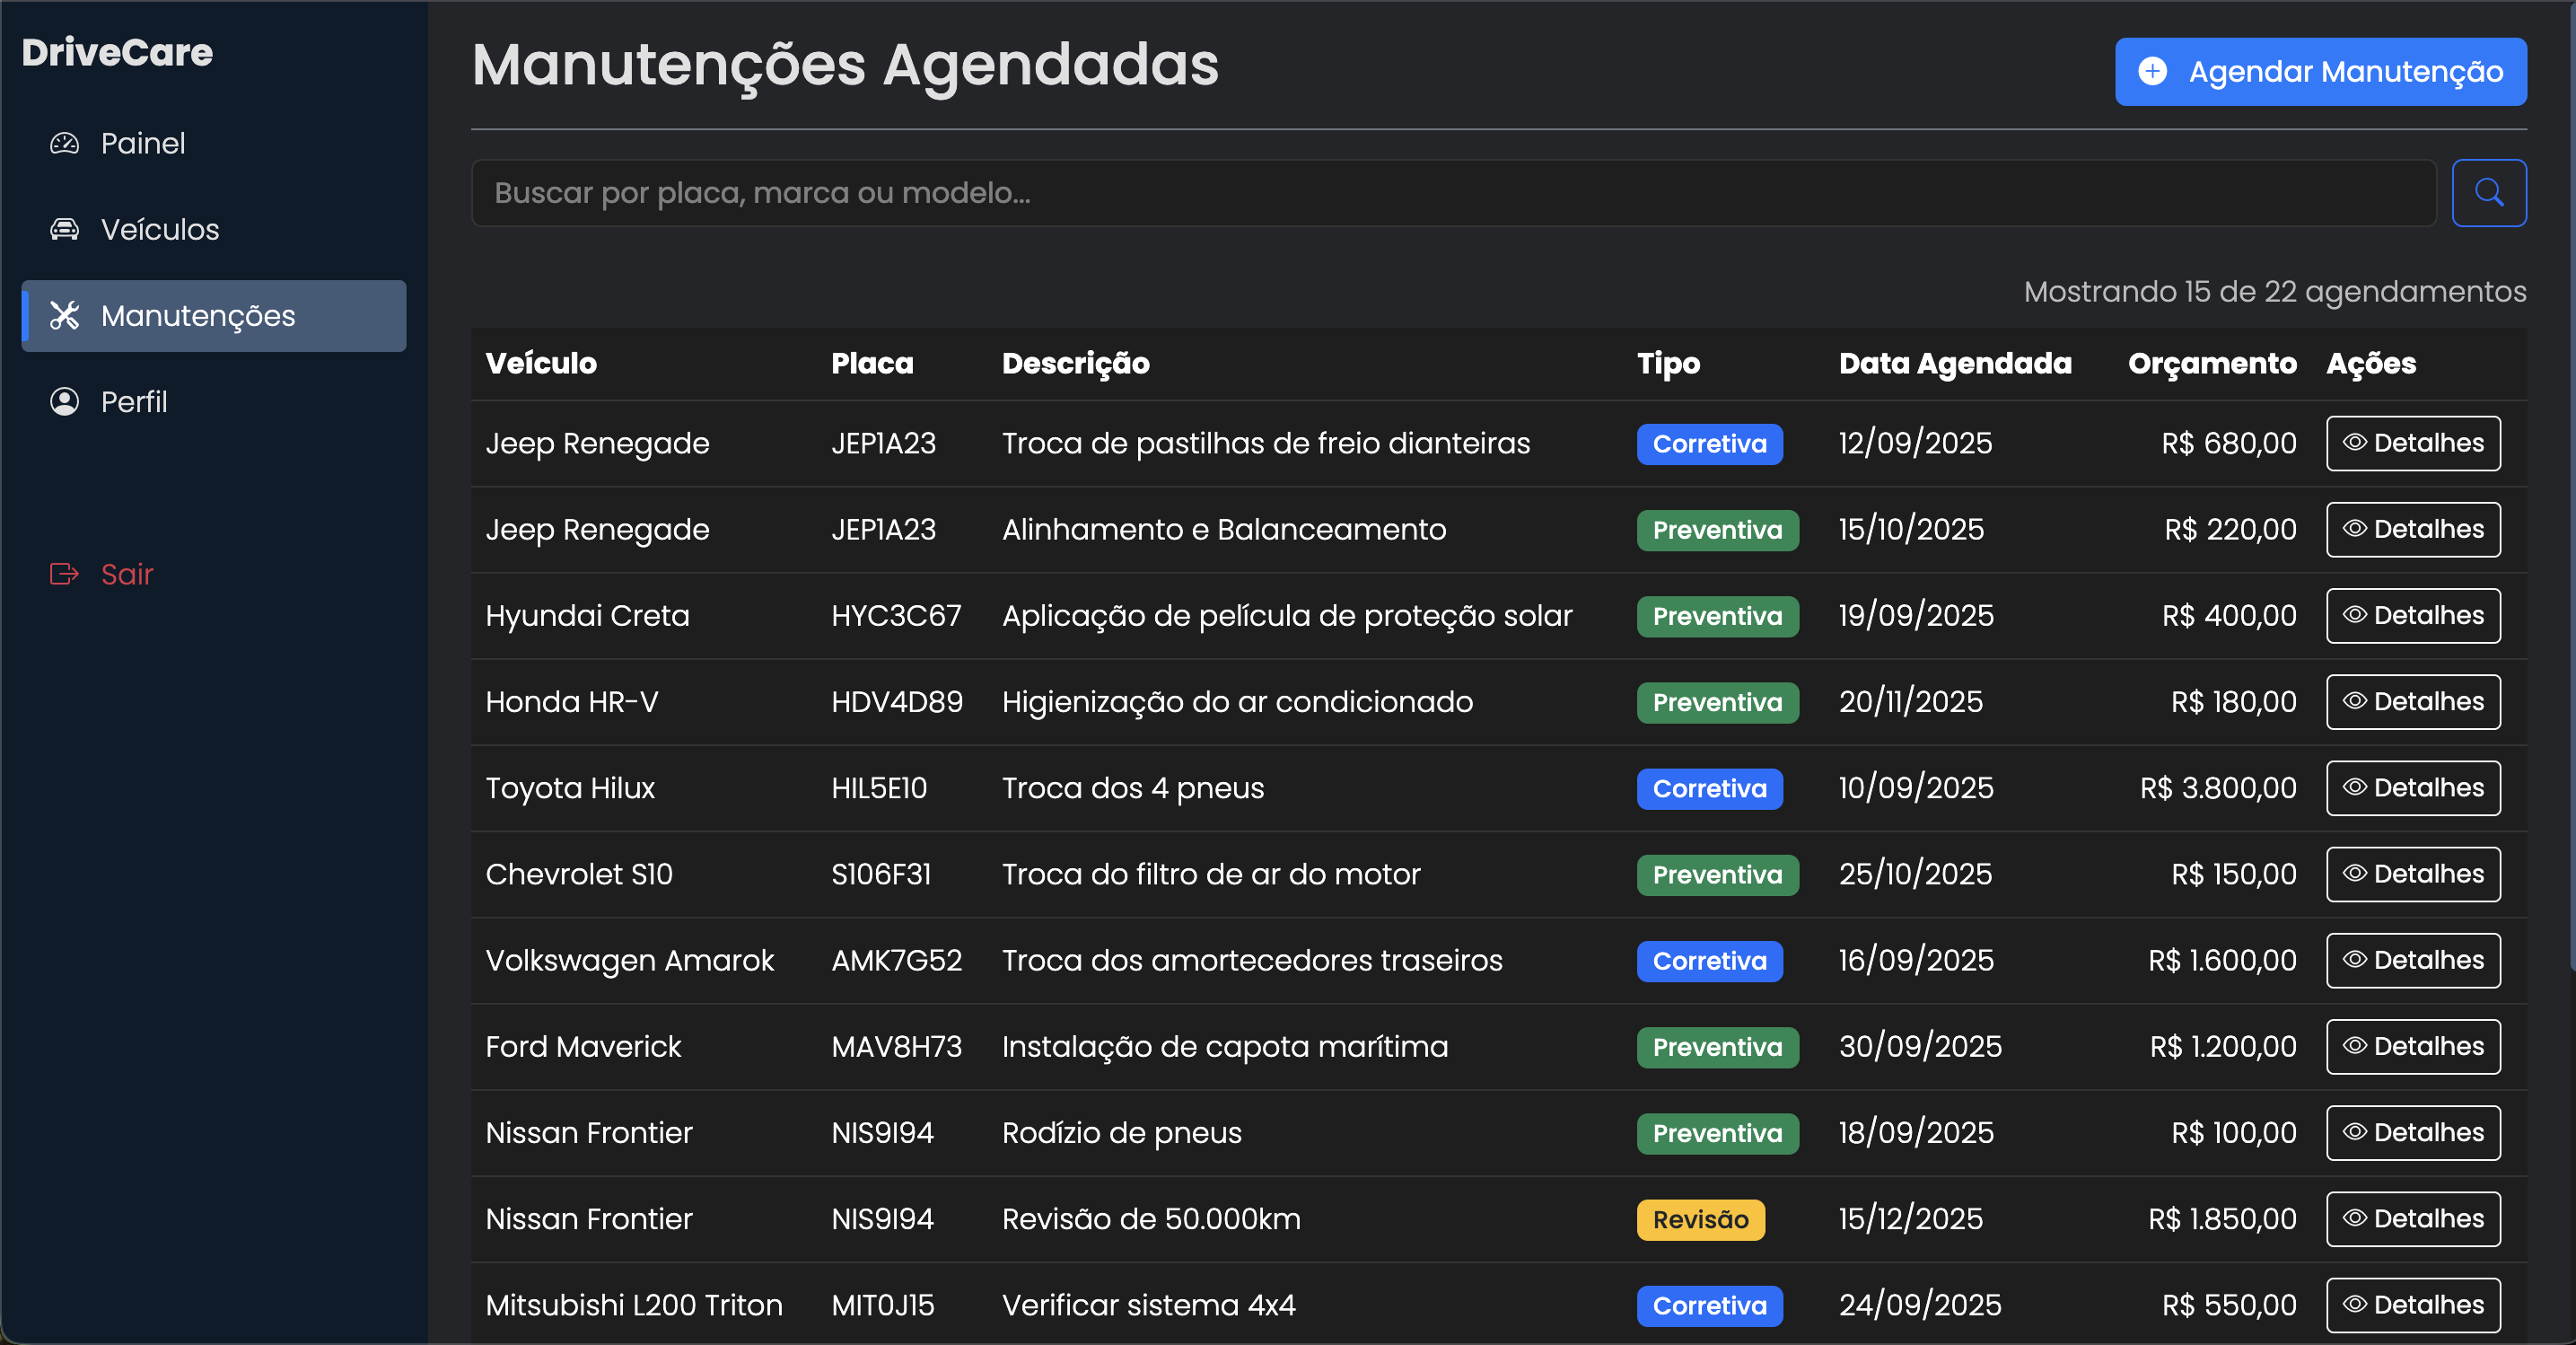 DriveCare
Painel
Veículos
Manutenções
Perfil
Sair
Manutenções Agendadas
Agendar Manutenção
Buscar por placa, marca ou modelo...
Mostrando 15 de 22 agendamentos
Veículo Placa Descrição Tipo Data Agendada Orçamento Ações
Jeep Renegade JEP1A23 Troca de pastilhas de freio dianteiras Corretiva 12/09/2025 R$ 680,00 Detalhes
Jeep Renegade JEP1A23 Alinhamento e Balanceamento Preventiva 15/10/2025 R$ 220,00 Detalhes
Hyundai Creta HYC3C67 Aplicação de película de proteção solar Preventiva 19/09/2025 R$ 400,00 Detalhes
Honda HR-V HDV4D89 Higienização do ar condicionado Preventiva 20/11/2025 R$ 180,00 Detalhes
Toyota Hilux HIL5E10 Troca dos 4 pneus Corretiva 10/09/2025 R$ 3.800,00 Detalhes
Chevrolet S10 S106F31 Troca do filtro de ar do motor Preventiva 25/10/2025 R$ 150,00 Detalhes
Volkswagen Amarok AMK7G52 Troca dos amortecedores traseiros Corretiva 16/09/2025 R$ 1.600,00 Detalhes
Ford Maverick MAV8H73 Instalação de capota marítima Preventiva 30/09/2025 R$ 1.200,00 Detalhes
Nissan Frontier NIS9I94 Rodízio de pneus Preventiva 18/09/2025 R$ 100,00 Detalhes
Nissan Frontier NIS9I94 Revisão de 50.000km Revisão 15/12/2025 R$ 1.850,00 Detalhes
Mitsubishi L200 Triton MIT0J15 Verificar sistema 4x4 Corretiva 24/09/2025 R$ 550,00 Detalhes